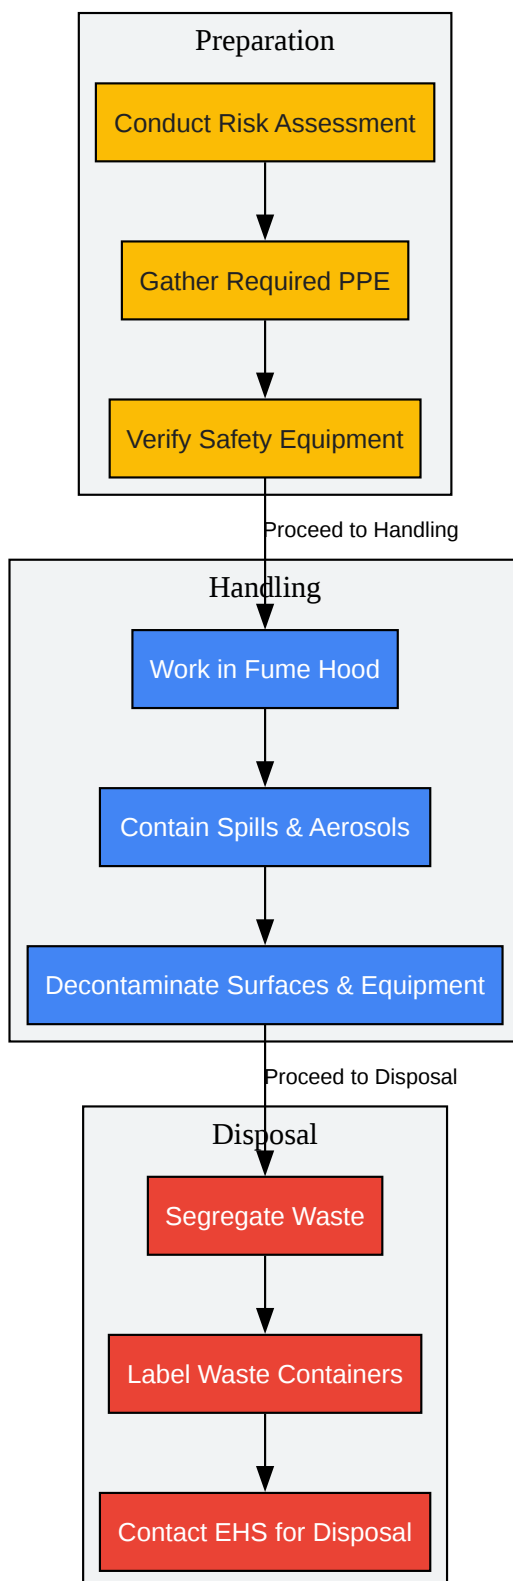 Preparation
Conduct Risk Assessment
Gather Required PPE
Verify Safety Equipment
Proceed to Handling
Handling
Work in Fume Hood
Contain Spills & Aerosols
Decontaminate Surfaces & Equipment
Proceed to Disposal
Disposal
Segregate Waste
Label Waste Containers
Contact EHS for Disposal